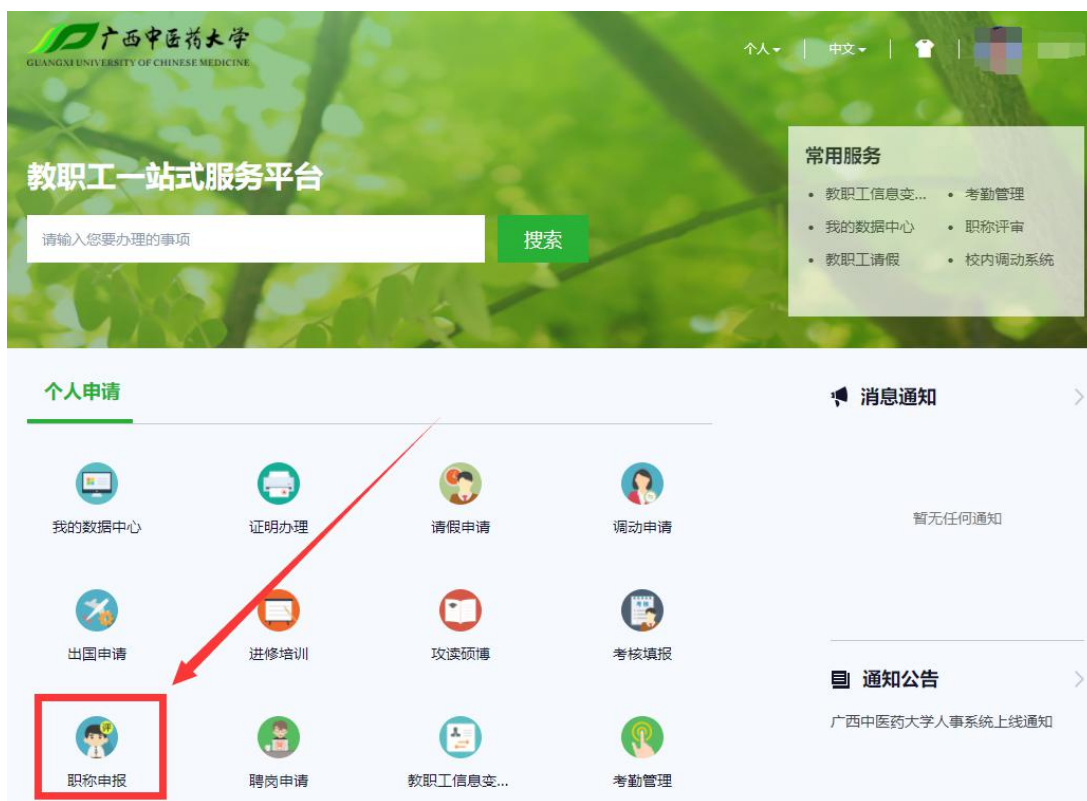 广西中医药大学
GUANGXI UNIVERSITY OF CHINESE MEDICINE
个人
中文
教职工一站式服务平台
请输入您要办理的事项
搜索
常用服务
教职工信息变...
考勤管理
我的数据中心
职称评审
教职工请假
校内调动系统
个人申请
我的数据中心
证明办理
请假申请
调动申请
出国申请
进修培训
攻读硕博
考核填报
职称申报
聘岗申请
教职工信息变...
考勤管理
消息通知
暂无任何通知
通知公告
广西中医药大学人事系统上线通知